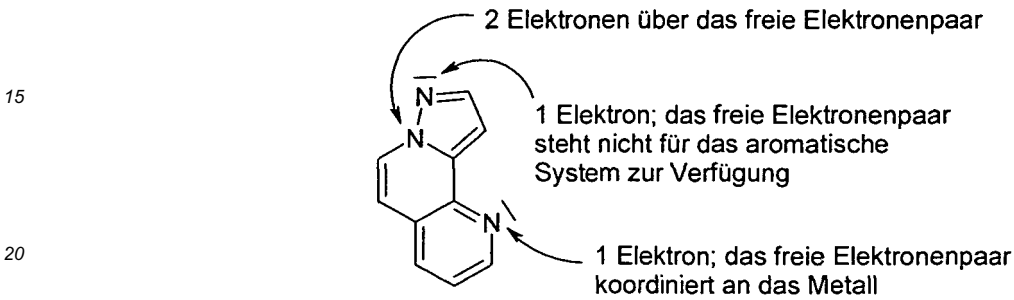 2 Elektronen über das freie Elektronenpaar
15
N
1 Elektron; das freie Elektronenpaar
N
steht nicht für das aromatische
System zur Verfügung
N
20
1 Elektron; das freie Elektronenpaar
koordiniert an das Metall